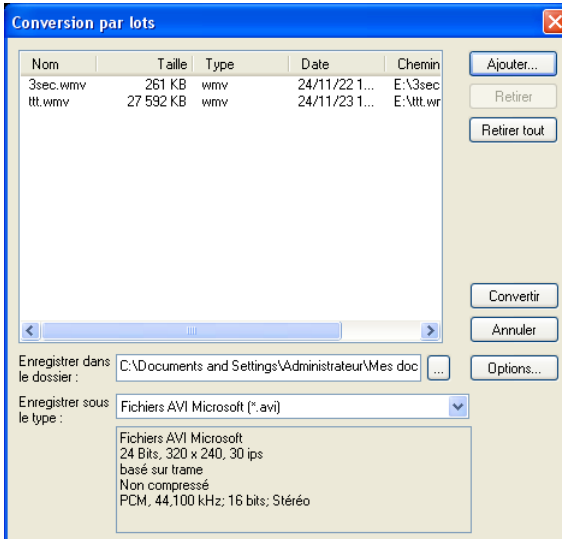 Conversion par lots
Nom Taille Type Date Chemin
3sec.wmv 261 KB wmv 24/11/22 1... E:\3sec
ttt.wmv 27 592 KB wmv 24/11/23 1... E:\ttt.wr
Ajouter...
Retirer
Retirer tout
Convertir
Annuler
Enregistrer dans
le dossier :
C:\Documents and Settings\Administrateur\Mes doc
...
Options...
Enregistrer sous
le type :
Fichiers AVI Microsoft (*.avi)
Fichiers AVI Microsoft
24 Bits, 320 x 240, 30 ips
basé sur trame
Non compressé
PCM, 44,100 kHz; 16 bits; Stéréo